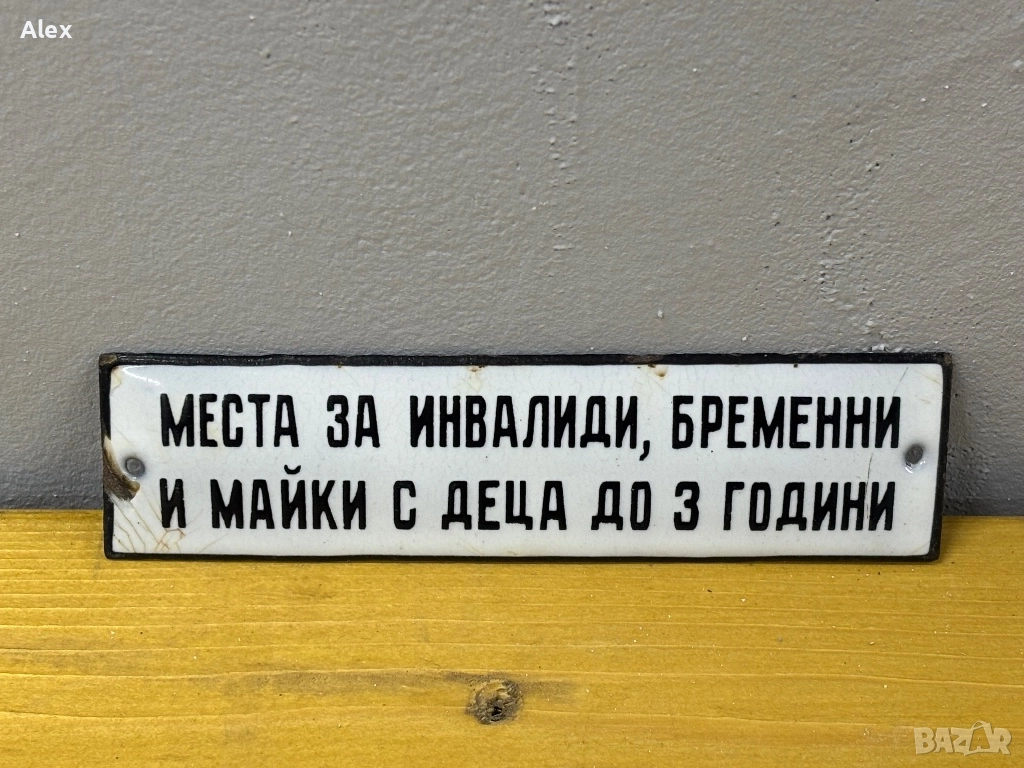 Alex
МЕСТА ЗА ИНВАЛИДИ, БРЕМЕННИ
И МАЙКИ С ДЕЦА ДО 3 ГОДИНИ
BAZAR